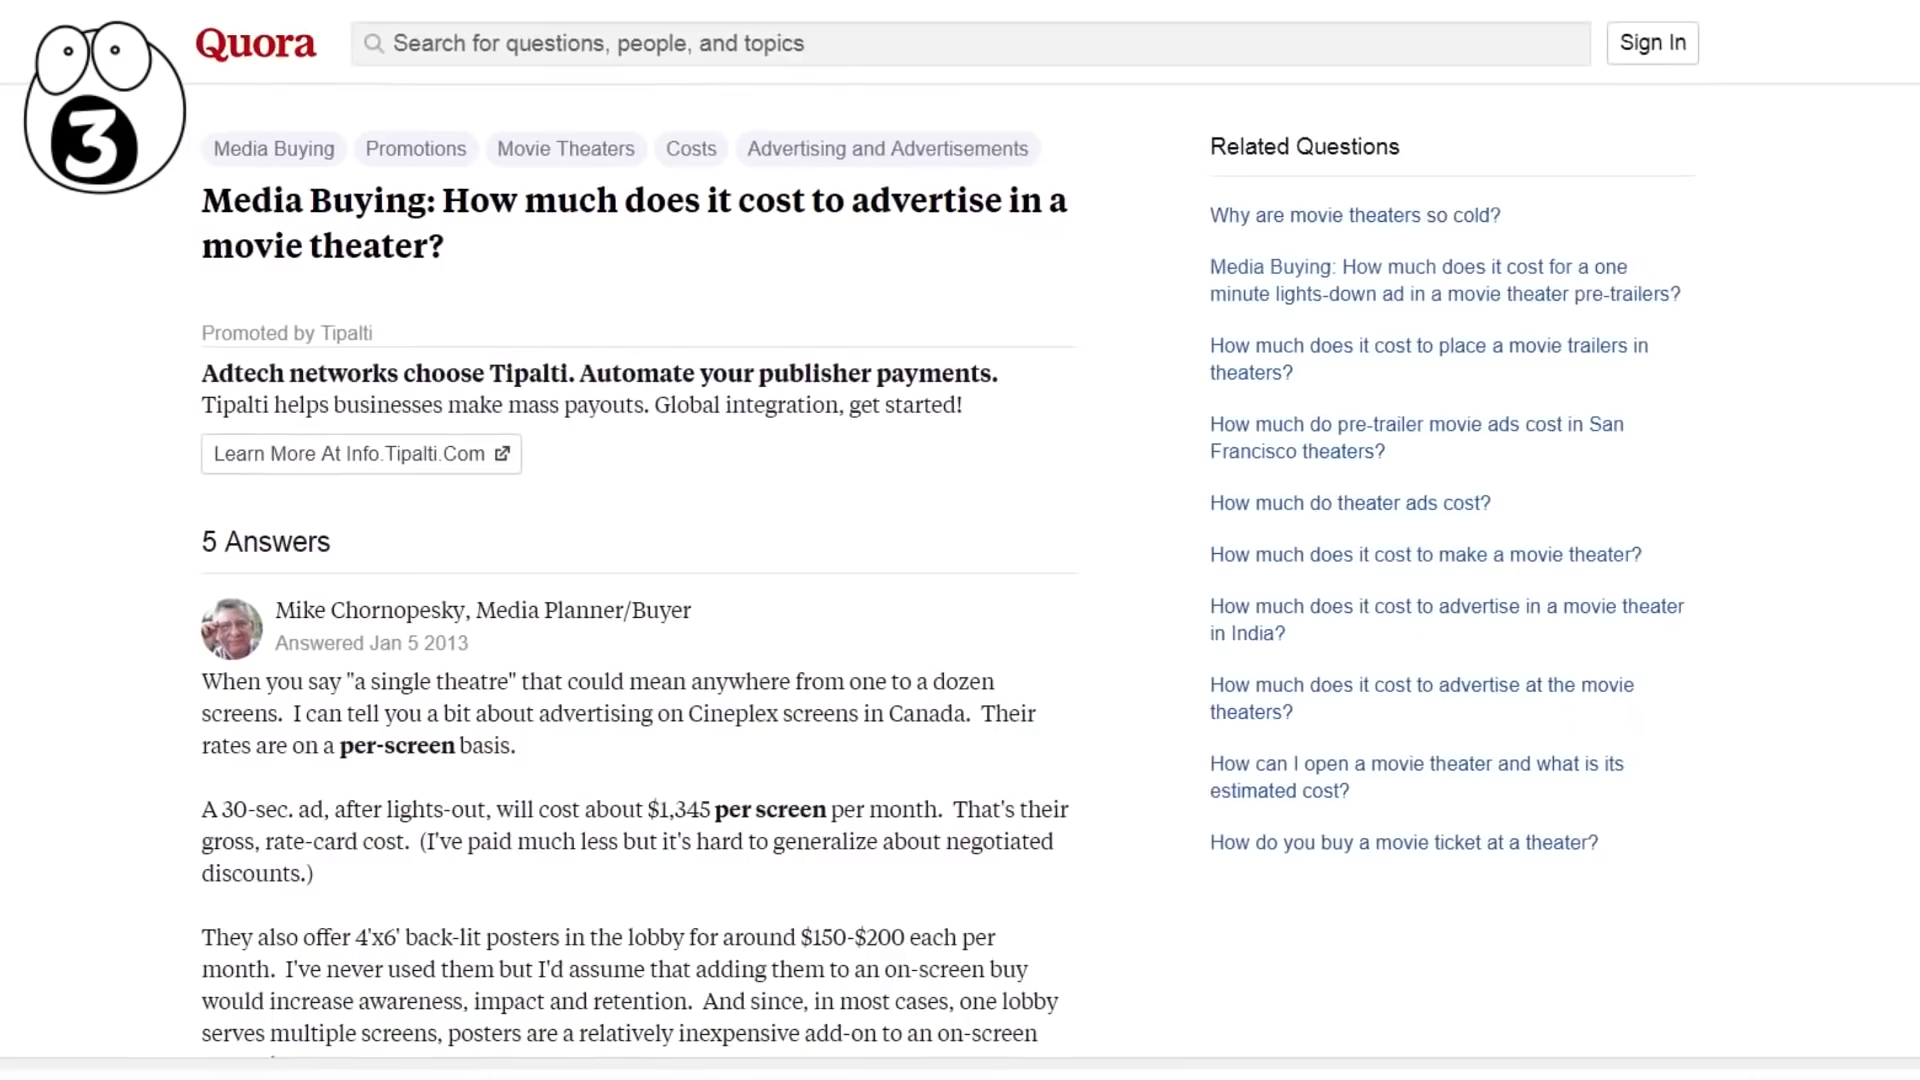 3
Quora
Search for questions, people, and topics
Sign In
Media Buying
Promotions
Movie Theaters
Costs
Advertising and Advertisements
Media Buying: How much does it cost to advertise in a
movie theater?
Promoted by Tipalti
Adtech networks choose Tipalti. Automate your publisher payments.
Tipalti helps businesses make mass payouts. Global integration, get started!
Learn More At Info.Tipalti.Com
5 Answers
Mike Chornopesky, Media Planner/Buyer
Answered Jan 5 2013
When you say "a single theatre" that could mean anywhere from one to a dozen
screens.  I can tell you a bit about advertising on Cineplex screens in Canada.  Their
rates are on a per-screen basis.
A 30-sec. ad, after lights-out, will cost about $1,345 per screen per month.  That's their
gross, rate-card cost.  (I've paid much less but it's hard to generalize about negotiated
discounts.)
They also offer 4'x6' back-lit posters in the lobby for around $150-$200 each per
month.  I've never used them but I'd assume that adding them to an on-screen buy
would increase awareness, impact and retention.  And since, in most cases, one lobby
serves multiple screens, posters are a relatively inexpensive add-on to an on-screen
Related Questions
Why are movie theaters so cold?
Media Buying: How much does it cost for a one
minute lights-down ad in a movie theater pre-trailers?
How much does it cost to place a movie trailers in
theaters?
How much do pre-trailer movie ads cost in San
Francisco theaters?
How much do theater ads cost?
How much does it cost to make a movie theater?
How much does it cost to advertise in a movie theater
in India?
How much does it cost to advertise at the movie
theaters?
How can I open a movie theater and what is its
estimated cost?
How do you buy a movie ticket at a theater?